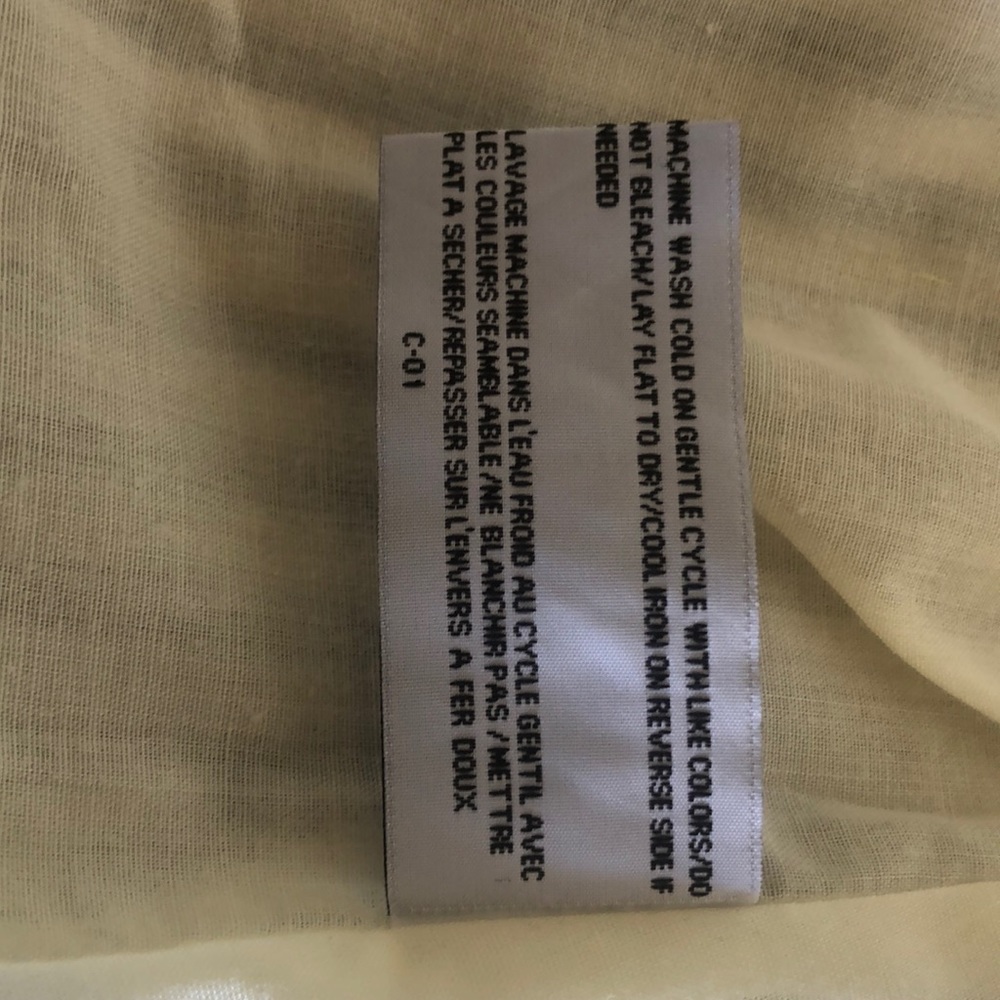 MACHINE WASH COLD ON GENTLE CYCLE WITH LIKE COLORS/DO
NOT BLEACH/LAY FLAT TO DRY/COOL IRON ON REVERSE SIDE IF
NEEDED
LAVAGE MACHINE DANS L'EAU FROID AU CYCLE GENTIL AVEC
LES COULEURS SEAMBLABLE/NE BLANCHIR PAS/METTRE
PLAT A SECHER/REPASSER SUR L'ENVERS A FER DOUX
C-01